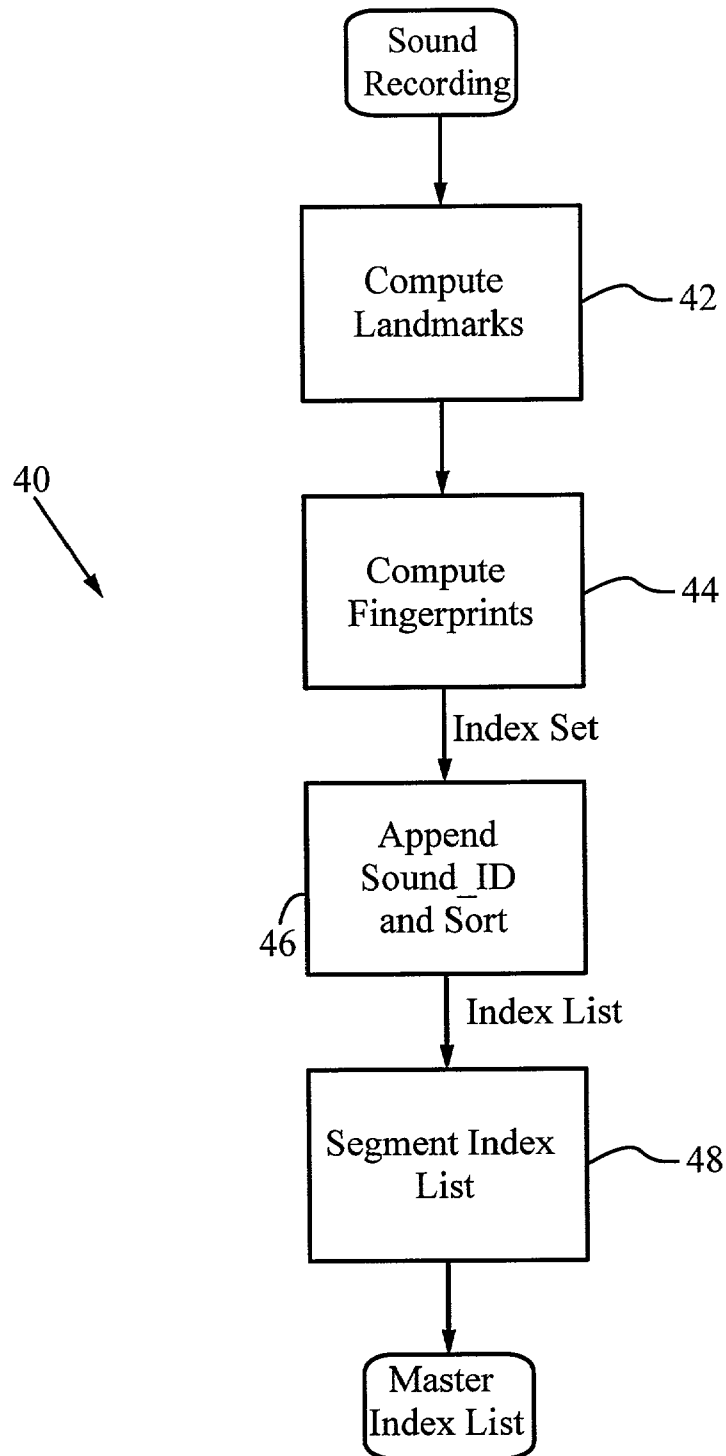 Sound
Recording
Compute
Landmarks
42
40
Compute
Fingerprints
44
Index Set
Append
Sound_ID
and Sort
46
Index List
Segment Index
List
48
Master
Index List